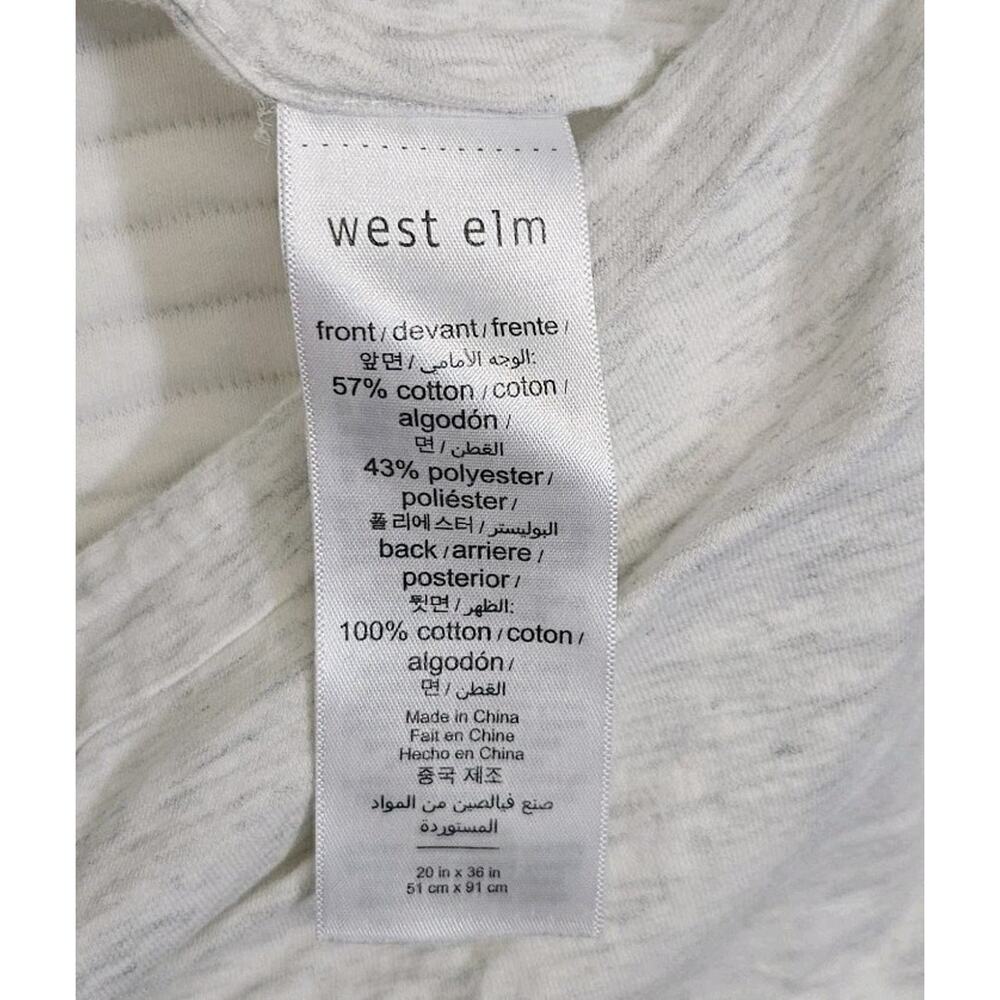 west elm
front / devant / frente /
앞면 / الوجه الأمامي:
57% cotton / coton /
algodón /
면 / القطن
43% polyester /
poliéster /
폴리에스터 / البوليستر
back / arriere /
posterior /
뒷면 / الظهر:
100% cotton / coton /
algodón /
면 / القطن
Made in China
Fait en Chine
Hecho en China
중국 제조
صنع فيالصين من المواد
المستوردة
20 in x 36 in
51 cm x 91 cm